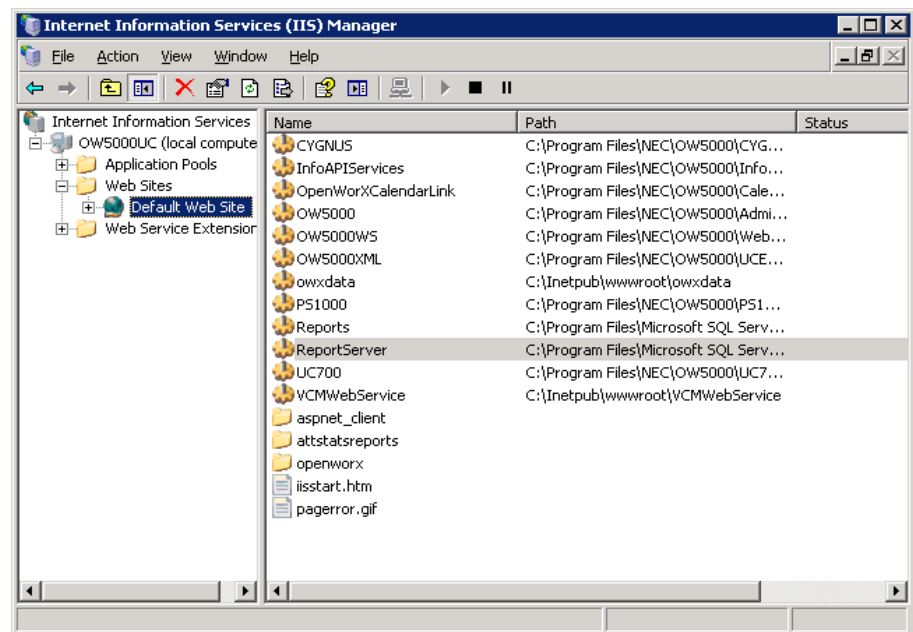 Internet Information Services (IIS) Manager
File Action View Window Help
Internet Information Services
OW5000UC (local compute
Application Pools
Web Sites
Default Web Site
Web Service Extension
Name Path Status
CYGNUS C:\Program Files\NEC\OW5000\CYG...
InfoAPIServices C:\Program Files\NEC\OW5000\Info...
OpenWorXCalendarLink C:\Program Files\NEC\OW5000\Cale...
OW5000 C:\Program Files\NEC\OW5000\Admi...
OW5000WS C:\Program Files\NEC\OW5000\Web...
OW5000XML C:\Program Files\NEC\OW5000\UCE...
owxdata C:\Inetpub\wwwroot\owxdata
PS1000 C:\Program Files\NEC\OW5000\PS1...
Reports C:\Program Files\Microsoft SQL Serv...
ReportServer C:\Program Files\Microsoft SQL Serv...
UC700 C:\Program Files\NEC\OW5000\UC7...
VCMWebService C:\Inetpub\wwwroot\VCMWebService
aspnet_client
attstatsreports
openworx
iisstart.htm
pagerror.gif